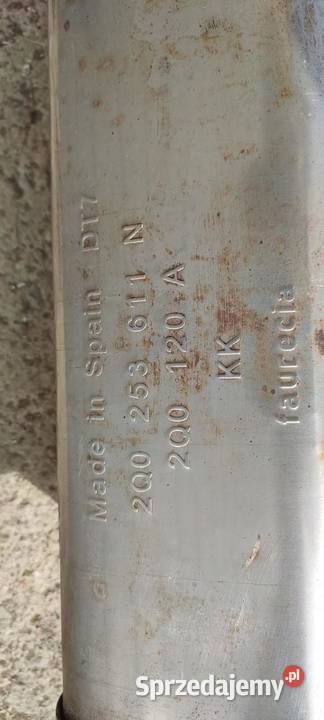 Made in Spain DT7
2Q0 253 611 N
2Q0 120 A
KK
faurecia
Sprzedajemy.pl